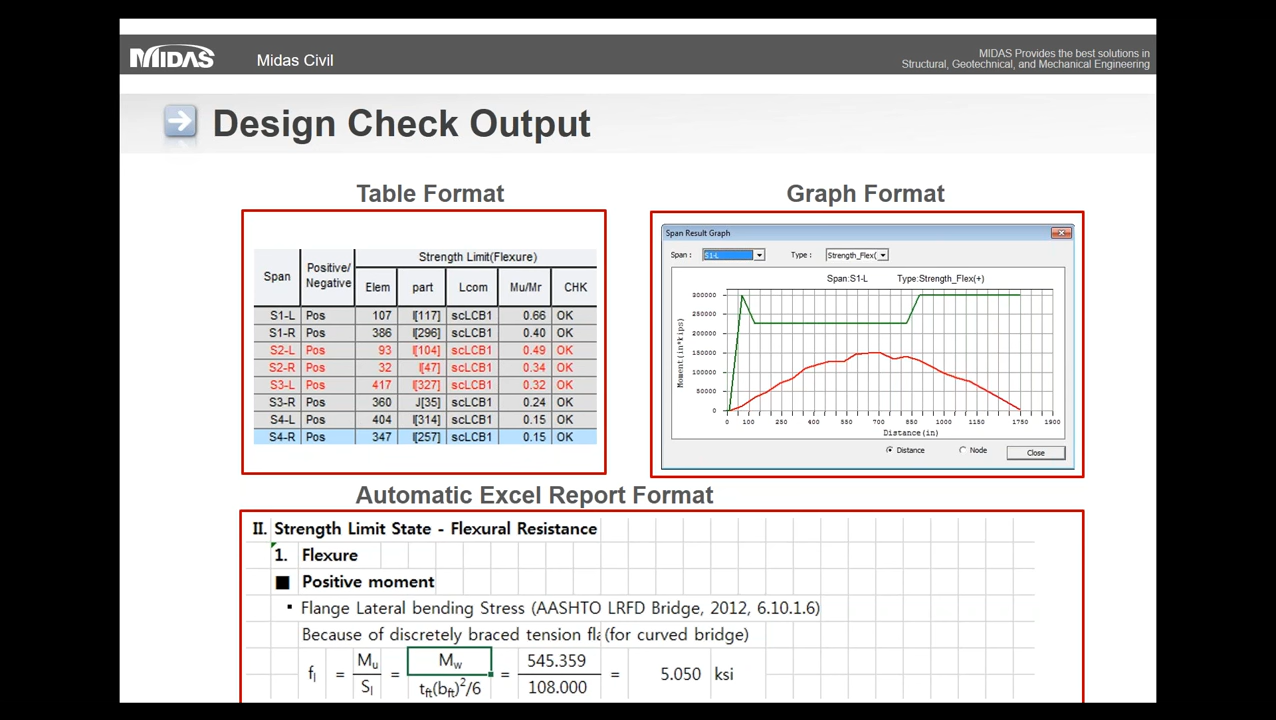 MIDAS
Midas Civil
MIDAS Provides the best solutions in
Structural, Geotechnical, and Mechanical Engineering
Design Check Output
Table Format
Span Positive/ Negative Strength Limit(Flexure)
Elem part Lcom Mu/Mr CHK
S1-L Pos 107 I[117] scLCB1 0.66 OK
S1-R Pos 386 I[296] scLCB1 0.40 OK
S2-L Pos 93 I[104] scLCB1 0.49 OK
S2-R Pos 32 I[47] scLCB1 0.34 OK
S3-L Pos 417 I[327] scLCB1 0.32 OK
S3-R Pos 360 J[35] scLCB1 0.24 OK
S4-L Pos 404 I[314] scLCB1 0.15 OK
S4-R Pos 347 I[257] scLCB1 0.15 OK
Graph Format
Span Result Graph
Span : S1-L Type : Strength_Flex(
Span:S1-L Type:Strength_Flex(+)
Moment(in*kips)
300000
250000
200000
150000
100000
50000
0
0 100 250 400 550 700 850 1000 1150 1300 1450 1600 1750 1900
Distance(in)
Distance Node Close
Automatic Excel Report Format
II. Strength Limit State - Flexural Resistance
1. Flexure
■ Positive moment
▪ Flange Lateral bending Stress (AASHTO LRFD Bridge, 2012, 6.10.1.6)
Because of discretely braced tension fla (for curved bridge)
Mu Mw 545.359
fl = = = = 5.050 ksi
Sl tft(bft)²/6 108.000